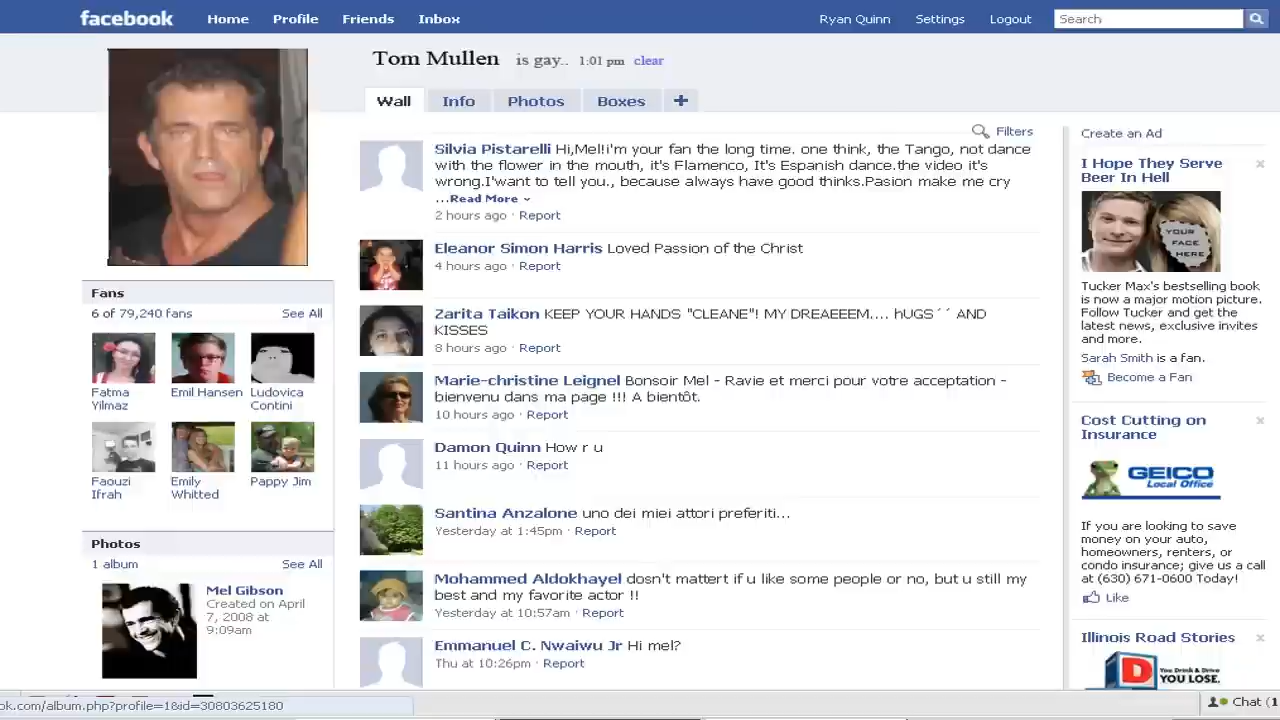 facebook Home Profile Friends Inbox Ryan Quinn Settings Logout Search
Tom Mullen is gay.. 1:01 pm clear
Wall Info Photos Boxes +
Filters
Silvia Pistarelli Hi,Mel!i'm your fan the long time. one think, the Tango, not dance
with the flower in the mouth, it's Flamenco, It's Espanish dance.the video it's
wrong.I'want to tell you., because always have good thinks.Pasion make me cry
...Read More
2 hours ago · Report
Eleanor Simon Harris Loved Passion of the Christ
4 hours ago · Report
Zarita Taikon KEEP YOUR HANDS "CLEANE"! MY DREAEEEM.... hUGS´´ AND
KISSES
8 hours ago · Report
Marie-christine Leignel Bonsoir Mel - Ravie et merci pour votre acceptation -
bienvenu dans ma page !!! A bientôt.
10 hours ago · Report
Damon Quinn How r u
11 hours ago · Report
Santina Anzalone uno dei miei attori preferiti...
Yesterday at 1:45pm · Report
Mohammed Aldokhayel dosn't mattert if u like some people or no, but u still my
best and my favorite actor !!
Yesterday at 10:57am · Report
Emmanuel C. Nwaiwu Jr Hi mel?
Thu at 10:26pm · Report
Fans
6 of 79,240 fans See All
Fatma
Yilmaz
Emil Hansen
Ludovica
Contini
Faouzi
Ifrah
Emily
Whitted
Pappy Jim
Photos
1 album See All
Mel Gibson
Created on April
7, 2008 at
9:09am
Create an Ad
I Hope They Serve
Beer In Hell
YOUR
FACE
HERE
Tucker Max's bestselling book
is now a major motion picture.
Follow Tucker and get the
latest news, exclusive invites
and more.
Sarah Smith is a fan.
Become a Fan
Cost Cutting on
Insurance
GEICO
Local Office
If you are looking to save
money on your auto,
homeowners, renters, or
condo insurance; give us a call
at (630) 671-0600 Today!
Like
Illinois Road Stories
D You Drink & Drive
YOU LOSE.
ok.com/album.php?profile=1&id=30803625180
Chat (1